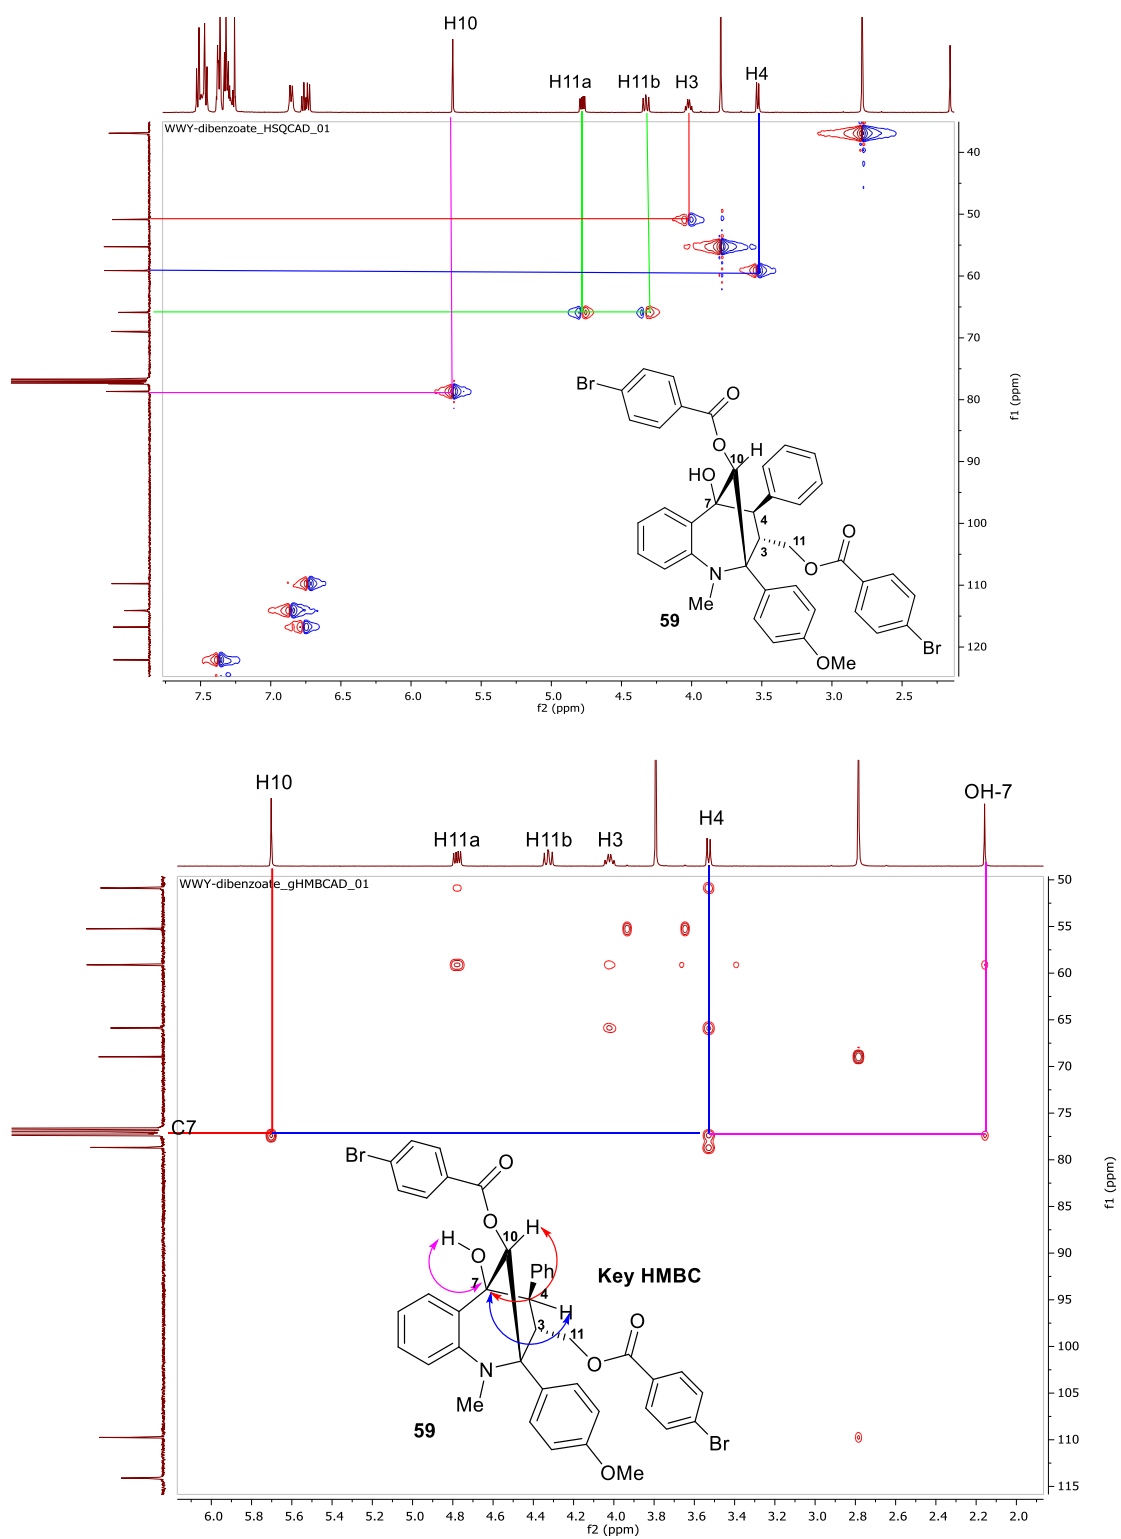 H10
H11a H11b H3 H4
WWY-dibenzoate_HSQCAD_01
40
50
60
70
80
90
100
110
120
f1 (ppm)
Br
O
O
10 H
HO
7
4
3
11
O
O
N
Me
59
OMe
Br
7.5 7.0 6.5 6.0 5.5 5.0 4.5 4.0 3.5 3.0 2.5
f2 (ppm)
H10
H11a H11b H3 H4 OH-7
WWY-dibenzoate_gHMBCAD_01
50
55
60
65
70
75
80
85
90
95
100
105
110
115
f1 (ppm)
C7
Br
O
O
10 H
H O
7
Ph
4
H
3
11
O
O
N
Me
59
OMe
Br
Key HMBC
6.0 5.8 5.6 5.4 5.2 5.0 4.8 4.6 4.4 4.2 4.0 3.8 3.6 3.4 3.2 3.0 2.8 2.6 2.4 2.2 2.0
f2 (ppm)